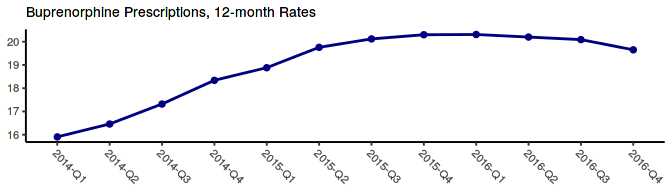 Buprenorphine Prescriptions, 12-month Rates
20
19
18
17
16
2014-Q1
2014-Q2
2014-Q3
2014-Q4
2015-Q1
2015-Q2
2015-Q3
2015-Q4
2016-Q1
2016-Q2
2016-Q3
2016-Q4